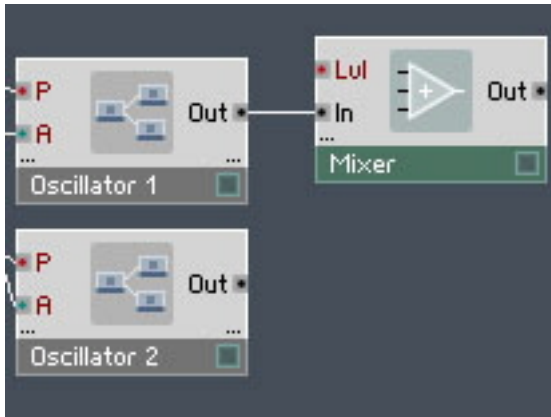 P
A
Out
...
...
Oscillator 1
Lvl
In
Out
...
Mixer
P
A
Out
...
...
Oscillator 2